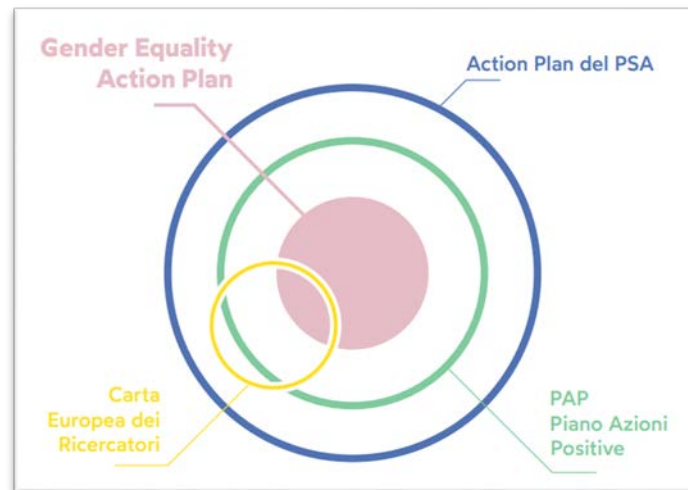 Gender Equality
Action Plan
Action Plan del PSA
Carta
Europea dei
Ricercatori
PAP
Piano Azioni
Positive